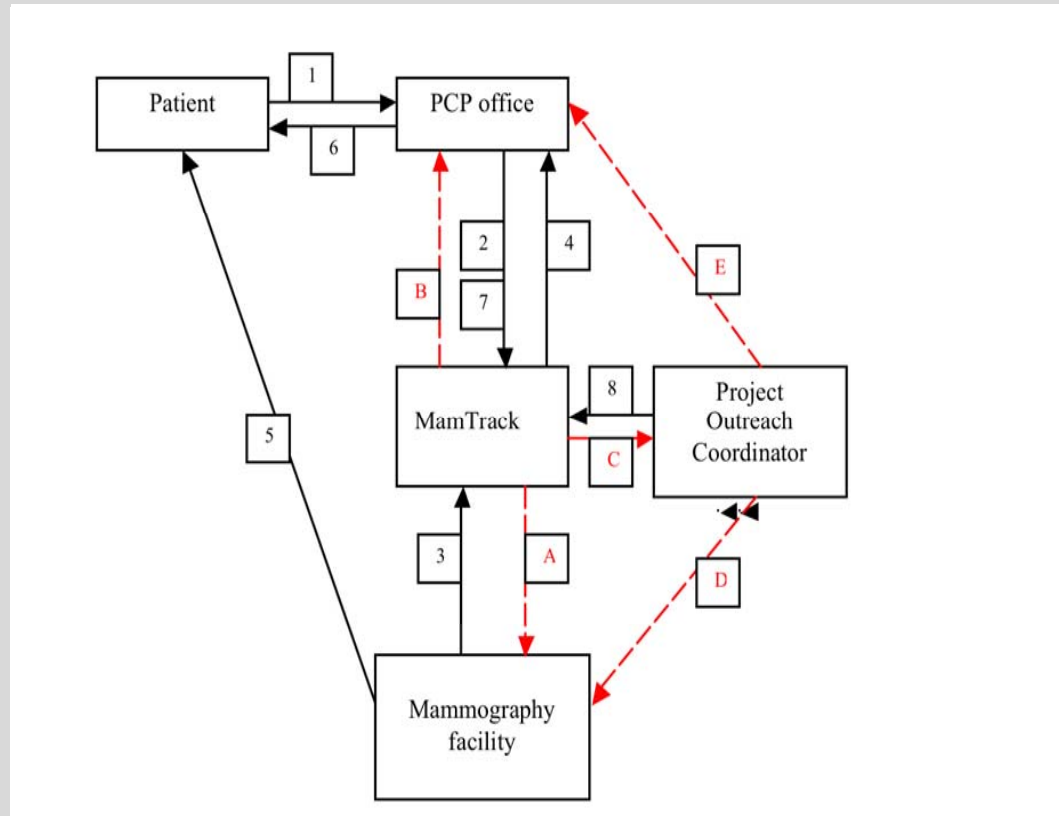 1
Patient
PCP office
6
2
4
E
B
7
8
Project
Outreach
Coordinator
MamTrack
5
C
3
A
D
Mammography
facility